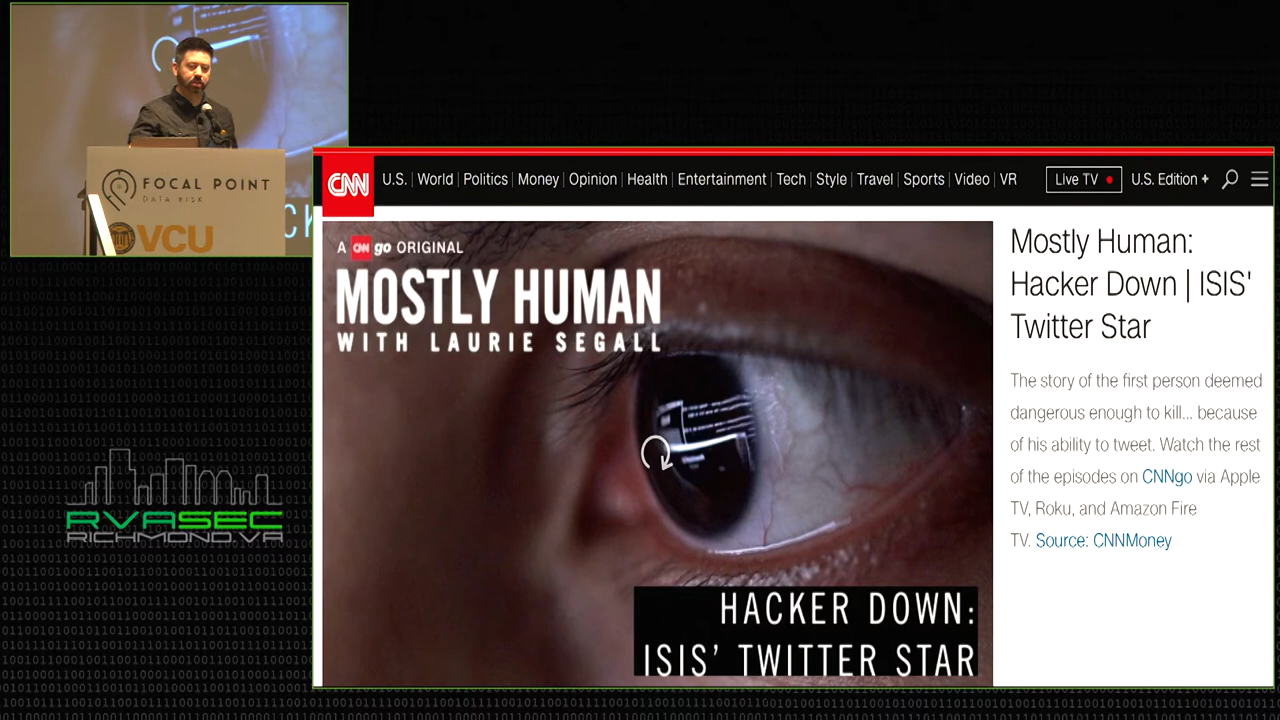 FOCAL POINT
DATA RISK
VCU
CNN
U.S. World Politics Money Opinion Health Entertainment Tech Style Travel Sports Video VR
Live TV
U.S. Edition +
A CNN go ORIGINAL
MOSTLY HUMAN
WITH LAURIE SEGALL
HACKER DOWN:
ISIS' TWITTER STAR
Mostly Human:
Hacker Down | ISIS'
Twitter Star
The story of the first person deemed
dangerous enough to kill... because
of his ability to tweet. Watch the rest
of the episodes on CNNgo via Apple
TV, Roku, and Amazon Fire
TV. Source: CNNMoney
RVASEC
RICHMOND VA